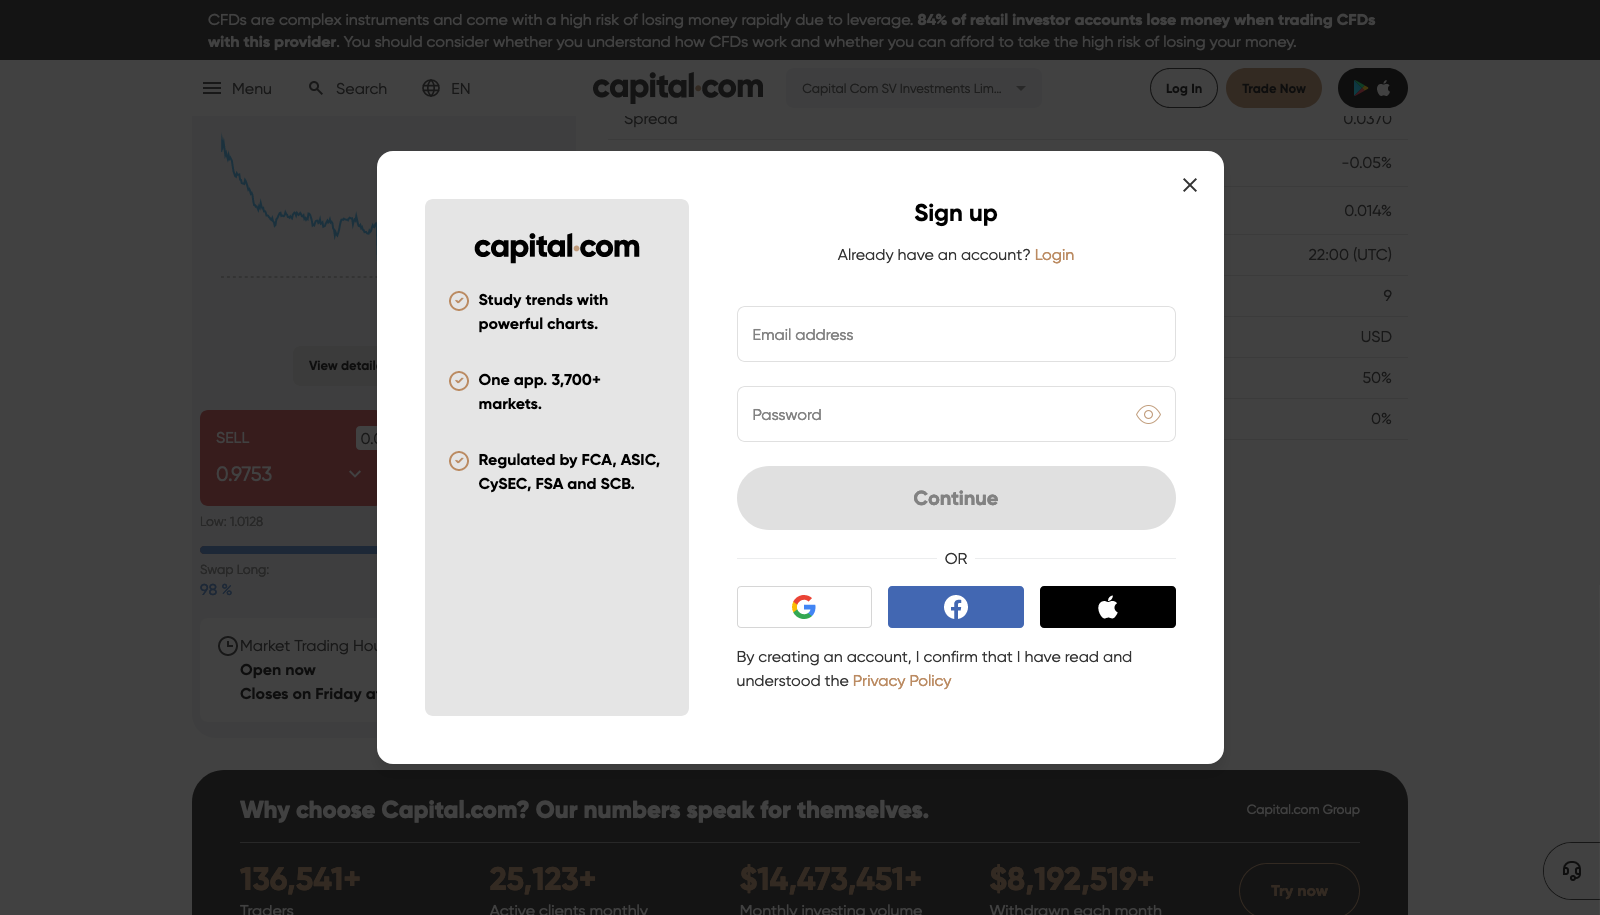 CFDs are complex instruments and come with a high risk of losing money rapidly due to leverage. 84% of retail investor accounts lose money when trading CFDs
with this provider. You should consider whether you understand how CFDs work and whether you can afford to take the high risk of losing your money.
Menu
Search
EN
capital.com
Capital Com SV Investments Lim...
Log In
Trade Now
Spread
0.0370
-0.05%
0.014%
22:00 (UTC)
9
USD
50%
0%
View detail
SELL
0.9753
Low: 1.0128
Swap Long:
98 %
Market Trading Hou
Open now
Closes on Friday a
capital.com
Study trends with
powerful charts.
One app. 3,700+
markets.
Regulated by FCA, ASIC,
CySEC, FSA and SCB.
Sign up
Already have an account? Login
Email address
Password
Continue
OR
By creating an account, I confirm that I have read and
understood the Privacy Policy
Why choose Capital.com? Our numbers speak for themselves.
Capital.com Group
136,541+
Traders
25,123+
Active clients monthly
$14,473,451+
Monthly investing volume
$8,192,519+
Withdrawn each month
Try now